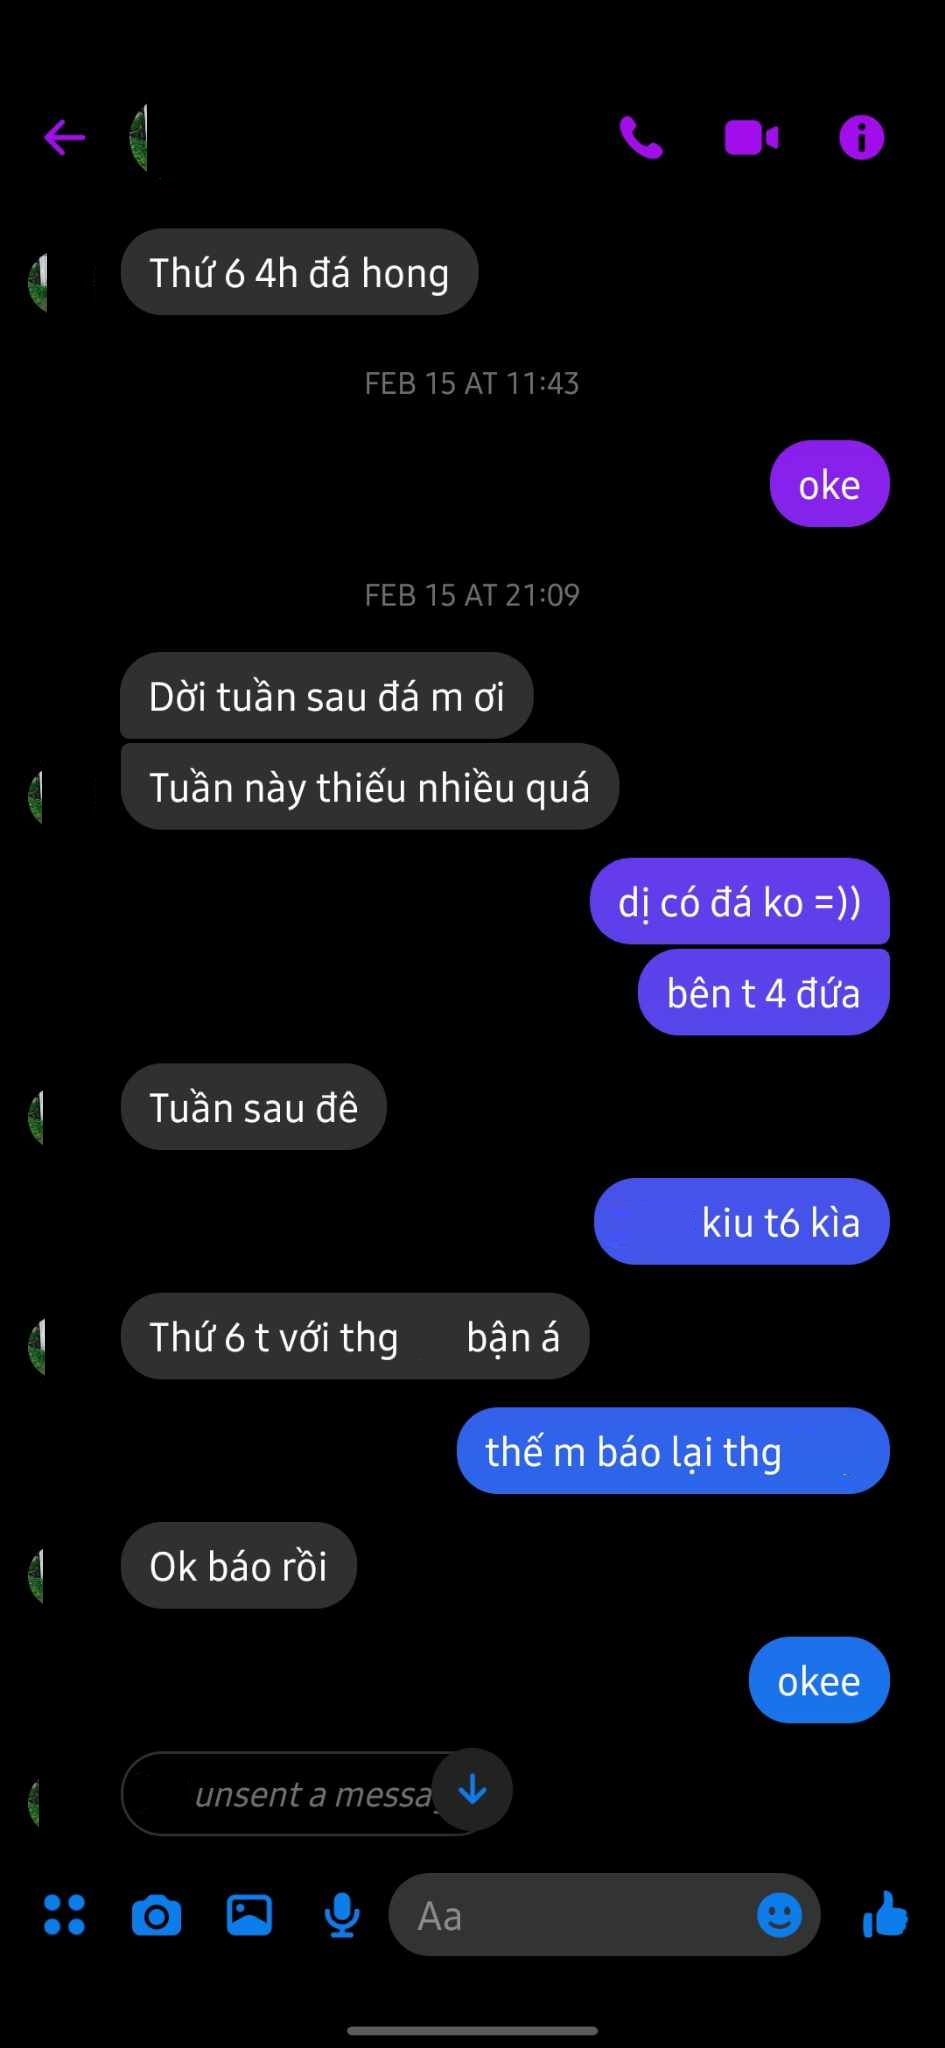 Thứ 6 4h đá hong
FEB 15 AT 11:43
oke
FEB 15 AT 21:09
Dời tuần sau đá m ơi
Tuần này thiếu nhiều quá
dị có đá ko =))
bên t 4 đứa
Tuần sau đê
kiu t6 kìa
Thứ 6 t với thg bận á
thế m báo lại thg
Ok báo rồi
okee
unsent a messa
Aa